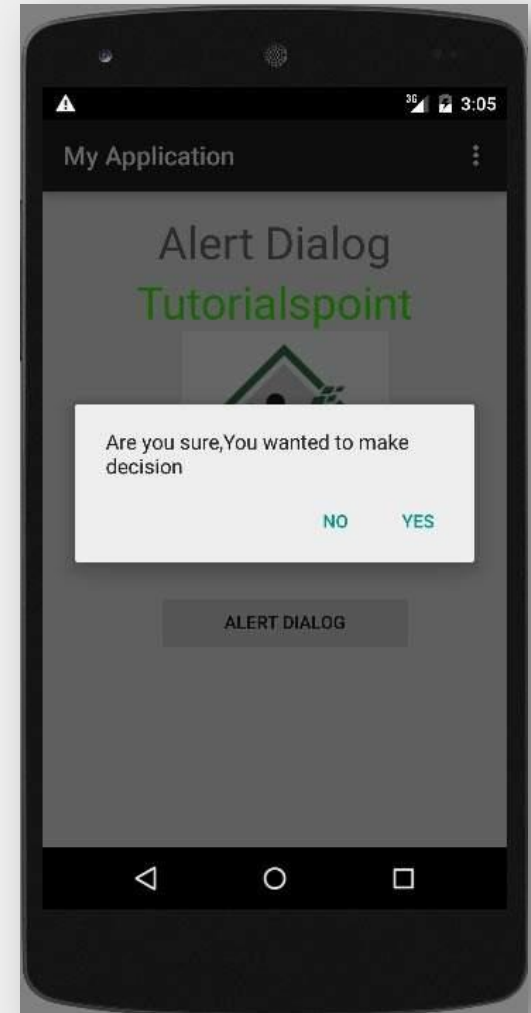 3G 3:05
My Application
Alert Dialog
Tutorialspoint
Are you sure,You wanted to make
decision
NO YES
ALERT DIALOG